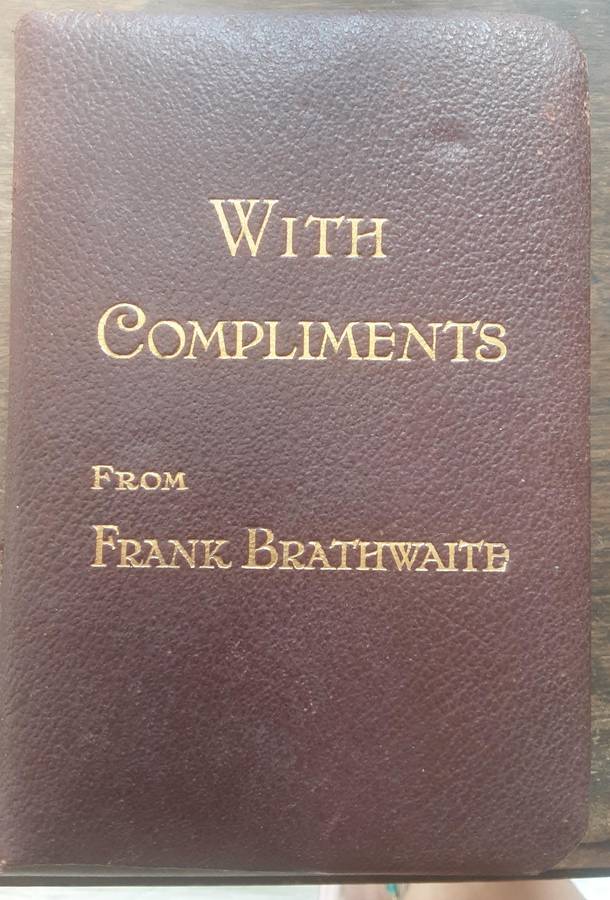 With
Compliments
From
Frank Brathwaite